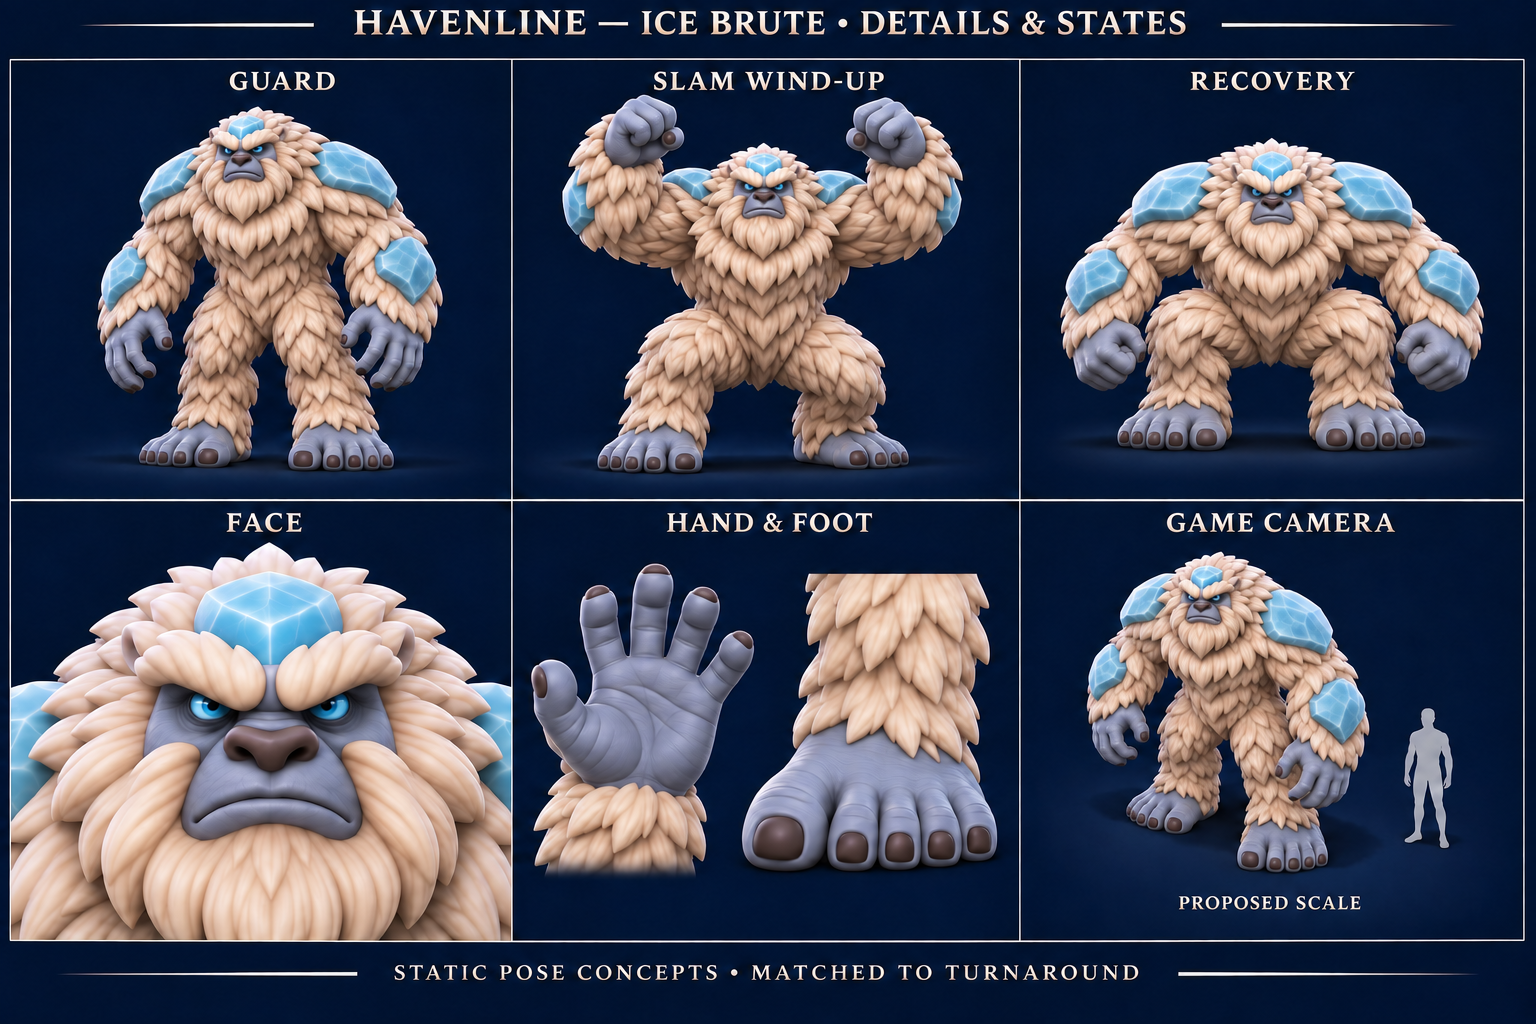 HAVENLINE — ICE BRUTE • DETAILS & STATES
GUARD
SLAM WIND-UP
RECOVERY
FACE
HAND & FOOT
GAME CAMERA
PROPOSED SCALE
STATIC POSE CONCEPTS • MATCHED TO TURNAROUND